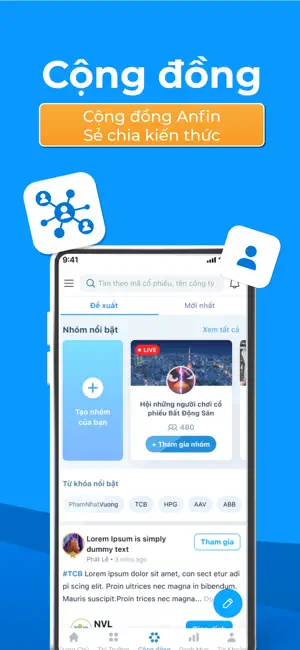 Cộng đồng
Cộng đồng Anfin
Sẻ chia kiến thức
9:41
Tìm theo mã cổ phiếu, tên công ty
Đề xuất
Mới nhất
Nhóm nổi bật
Xem tất cả
LIVE
Tạo nhóm
của bạn
Hội những người chơi cổ
phiếu Bất Động Sản
480
+ Tham gia nhóm
Từ khóa nổi bật
PhamNhatVuong
TCB
HPG
AAV
ABB
Lorem Ipsum is simply
dummy text
Phát Lê • 3 mins ago
Tham gia
#TCB Lorem ipsum dolor sit amet, con sect etur adi
pi scing elit. Proin ultrices nec magna in bibendum.
Mauris suscipit.Proin nec magna...
NVL
Trang Chủ
Thị Trường
Cộng đồng
Danh Mục
Tài Khoản